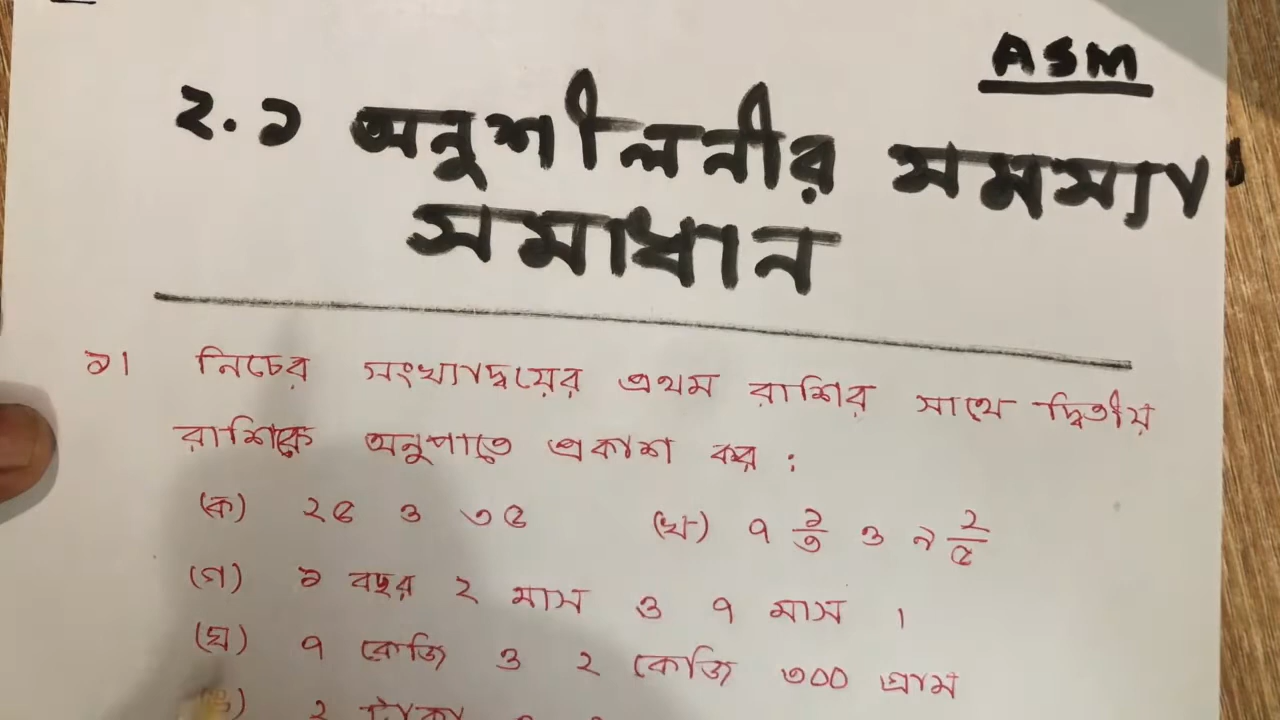 ASM
২.১ অনুশীলনীর সমস্যা
সমাধান
১। নিচের সংখ্যাদ্বয়ের প্রথম রাশির সাথে দ্বিতীয়
রাশিকে অনুপাতে প্রকাশ কর :
(ক) ২৫ ও ৩৫ (খ) ৭ ১/৩ ও ৯ ২/৫
(গ) ১ বছর ২ মাস ও ৭ মাস ।
(ঘ) ৭ কেজি ও ২ কেজি ৩০০ গ্রাম
২ টাকা